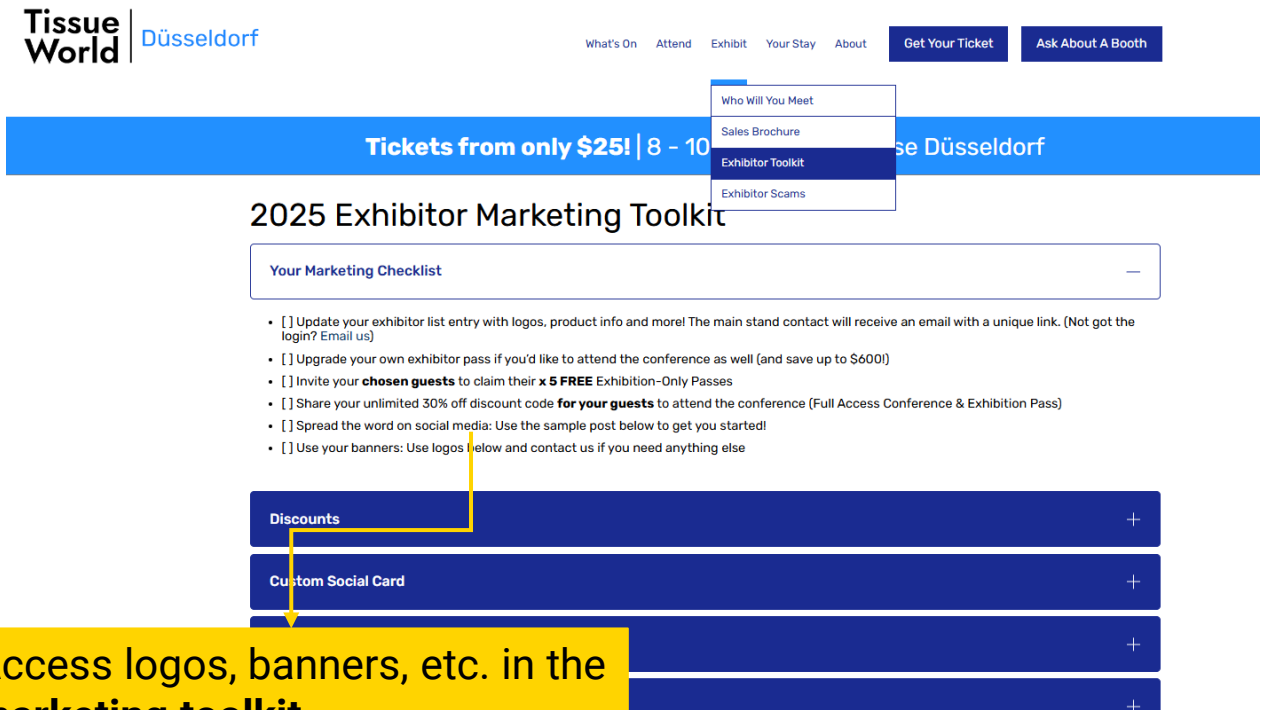 Tissue
World
Düsseldorf
What's On Attend Exhibit Your Stay About Get Your Ticket Ask About A Booth
Who Will You Meet
Sales Brochure
Exhibitor Toolkit
Exhibitor Scams
Tickets from only $25! | 8 - 10 se Düsseldorf
2025 Exhibitor Marketing Toolkit
Your Marketing Checklist —
• [ ] Update your exhibitor list entry with logos, product info and more! The main stand contact will receive an email with a unique link. (Not got the
login? Email us)
• [ ] Upgrade your own exhibitor pass if you'd like to attend the conference as well (and save up to $600!)
• [ ] Invite your chosen guests to claim their x 5 FREE Exhibition-Only Passes
• [ ] Share your unlimited 30% off discount code for your guests to attend the conference (Full Access Conference & Exhibition Pass)
• [ ] Spread the word on social media: Use the sample post below to get you started!
• [ ] Use your banners: Use logos below and contact us if you need anything else
Discounts +
Custom Social Card +
+
+
ccess logos, banners, etc. in the
marketing toolkit